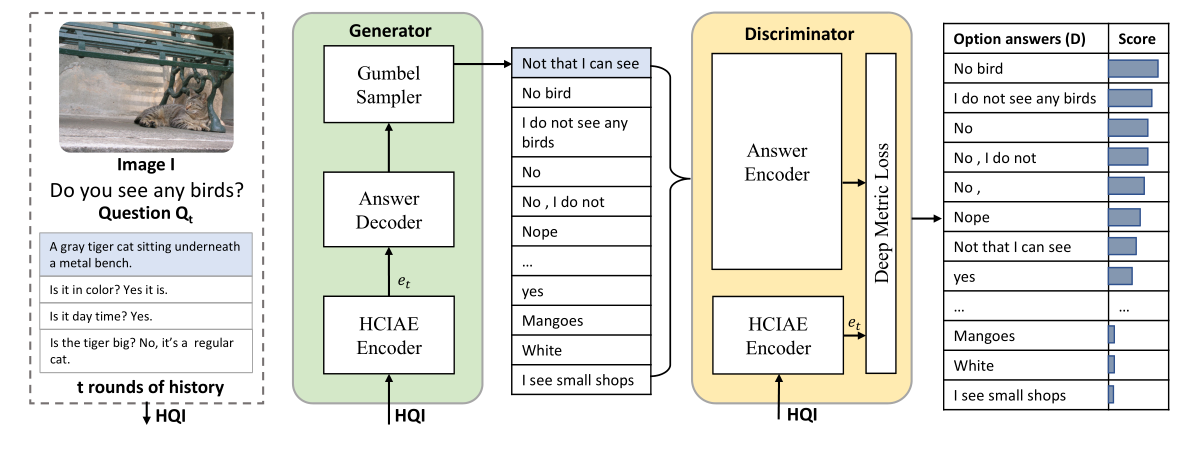 Image I
Do you see any birds?
Question Qt
A gray tiger cat sitting underneath
a metal bench.
Is it in color? Yes it is.
Is it day time? Yes.
Is the tiger big? No, it's a regular
cat.
t rounds of history
HQI
Generator
Gumbel
Sampler
Answer
Decoder
et
HCIAE
Encoder
HQI
Not that I can see
No bird
I do not see any
birds
No
No , I do not
Nope
...
yes
Mangoes
White
I see small shops
Discriminator
Answer
Encoder
HCIAE
Encoder
et
Deep Metric Loss
HQI
Option answers (D) Score
No bird
I do not see any birds
No
No , I do not
No ,
Nope
Not that I can see
yes
... ...
Mangoes
White
I see small shops